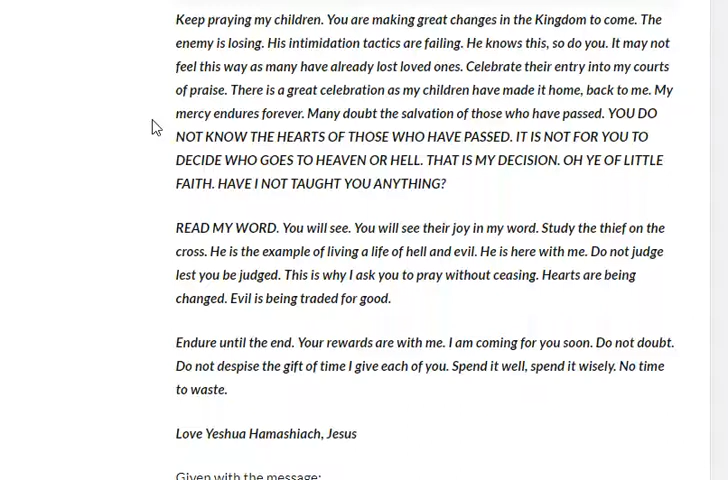 Keep praying my children. You are making great changes in the Kingdom to come. The
enemy is losing. His intimidation tactics are failing. He knows this, so do you. It may not
feel this way as many have already lost loved ones. Celebrate their entry into my courts
of praise. There is a great celebration as my children have made it home, back to me. My
mercy endures forever. Many doubt the salvation of those who have passed. YOU DO
NOT KNOW THE HEARTS OF THOSE WHO HAVE PASSED. IT IS NOT FOR YOU TO
DECIDE WHO GOES TO HEAVEN OR HELL. THAT IS MY DECISION. OH YE OF LITTLE
FAITH. HAVE I NOT TAUGHT YOU ANYTHING?
READ MY WORD. You will see. You will see their joy in my word. Study the thief on the
cross. He is the example of living a life of hell and evil. He is here with me. Do not judge
lest you be judged. This is why I ask you to pray without ceasing. Hearts are being
changed. Evil is being traded for good.
Endure until the end. Your rewards are with me. I am coming for you soon. Do not doubt.
Do not despise the gift of time I give each of you. Spend it well, spend it wisely. No time
to waste.
Love Yeshua Hamashiach, Jesus
Given with the message: